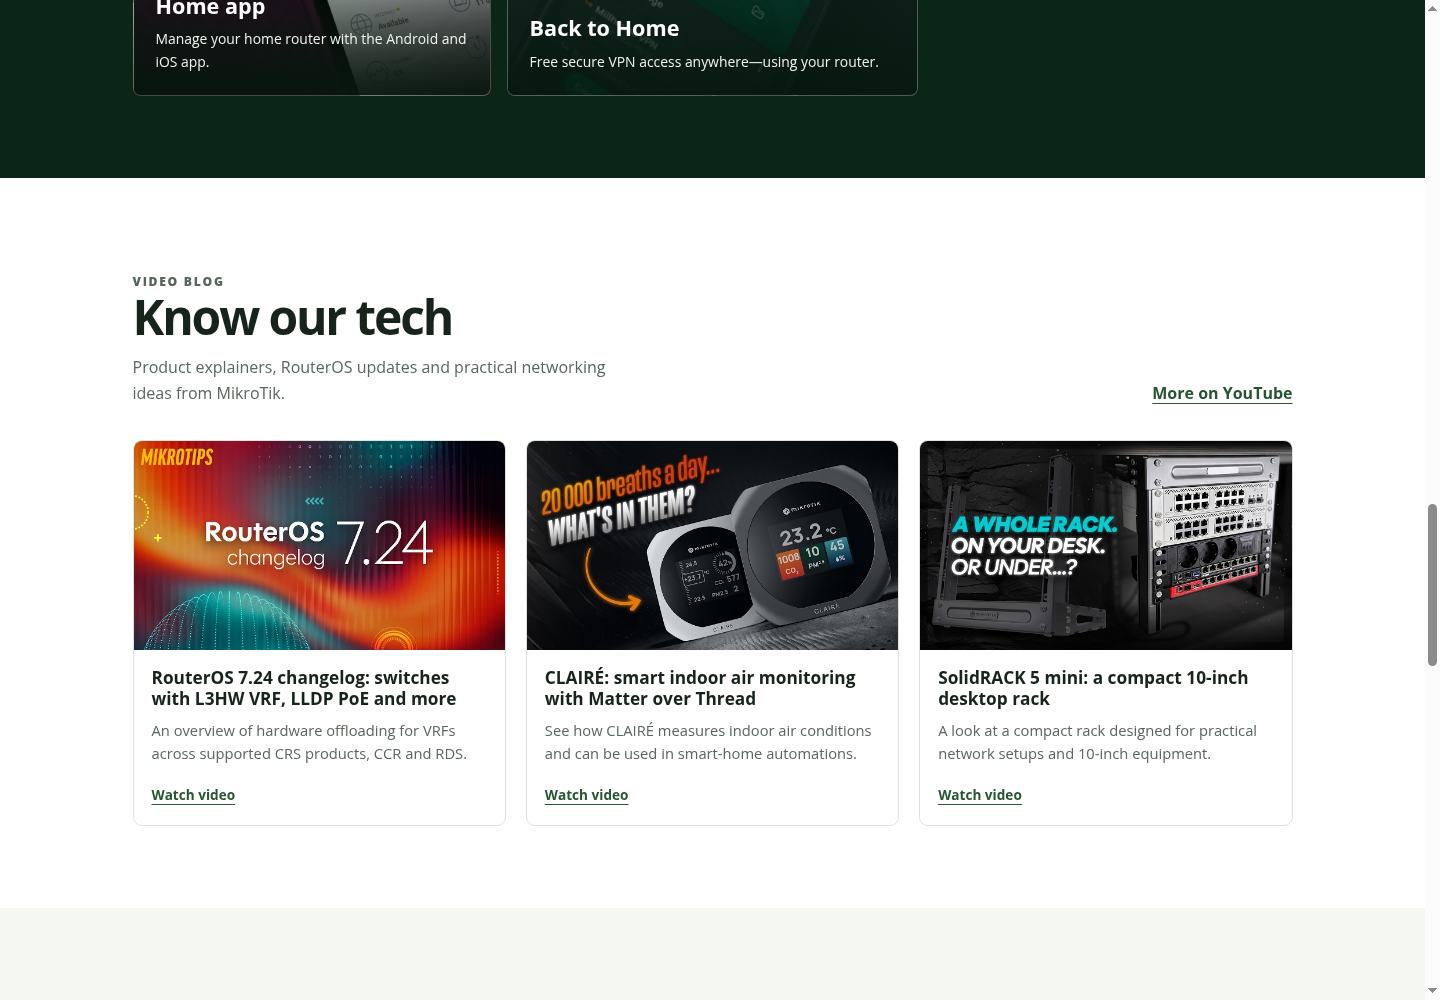 Home app
Manage your home router with the Android and
iOS app.
Available
Back to Home
Free secure VPN access anywhere—using your router.
VIDEO BLOG
Know our tech
Product explainers, RouterOS updates and practical networking
ideas from MikroTik.
More on YouTube
MIKROTIPS
RouterOS
changelog
7.24
20 000 breaths a day...
WHAT'S IN THEM?
MikroTik
23.2 °C
1008
CO₂
10
45
CLAIRE
A WHOLE RACK.
ON YOUR DESK.
OR UNDER...?
RouterOS 7.24 changelog: switches
with L3HW VRF, LLDP PoE and more
An overview of hardware offloading for VRFs
across supported CRS products, CCR and RDS.
Watch video
CLAIRÉ: smart indoor air monitoring
with Matter over Thread
See how CLAIRÉ measures indoor air conditions
and can be used in smart-home automations.
Watch video
SolidRACK 5 mini: a compact 10-inch
desktop rack
A look at a compact rack designed for practical
network setups and 10-inch equipment.
Watch video